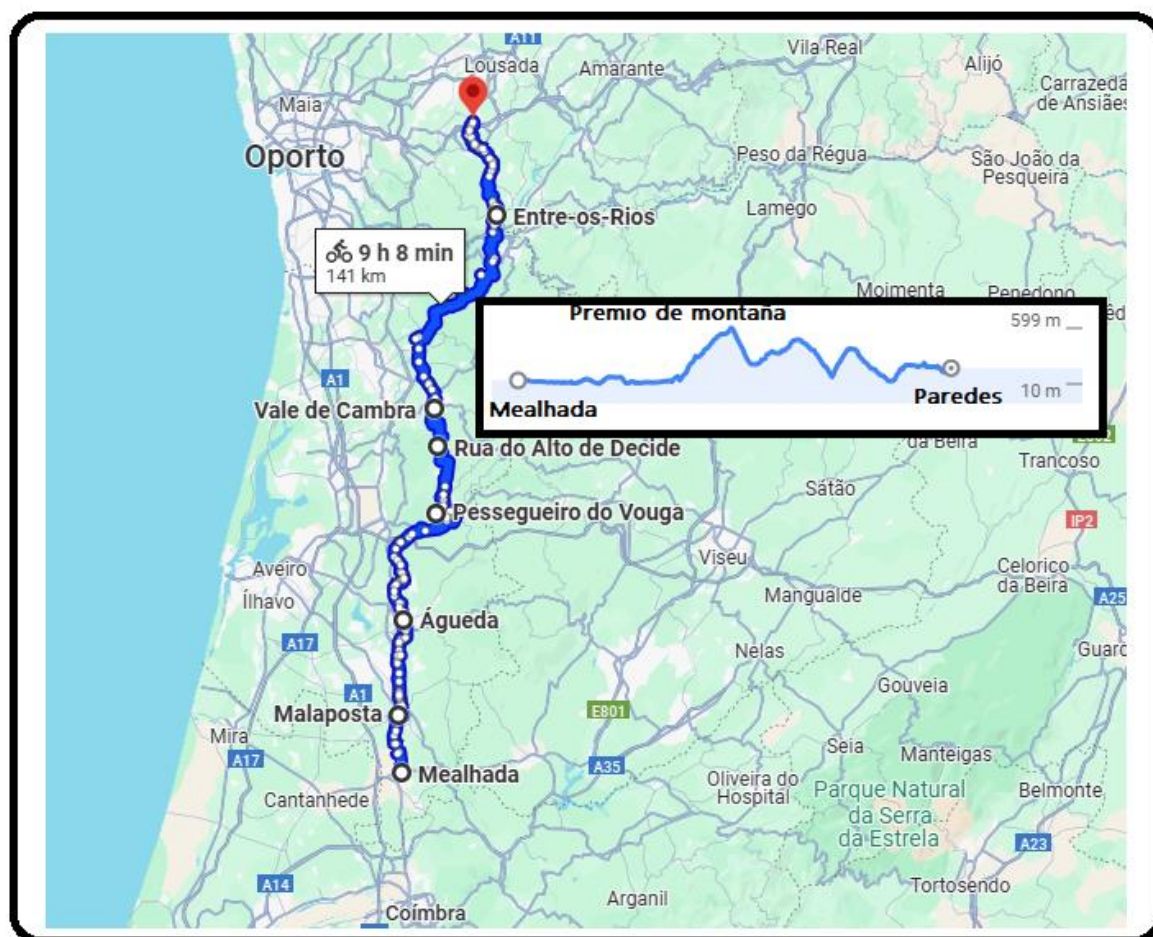 A11
Lousada
Vila Real
Amarante
Alijó
Maia
Carrazeda
de Ansiães
Oporto
Peso da Régua
São João da
Pesqueira
Lamego
Entre-os-Rios
9 h 8 min
141 km
Moimenta
Penedono
Premio de montaña
599 m
10 m
Mealhada
Paredes
A1
Vale de Cambra
da Beira
Rua do Alto de Decide
Trancoso
Sátão
Pessegueiro do Vouga
IP2
Viseu
Aveiro
Celorico
da Beira
Ílhavo
Mangualde
A25
Águeda
A17
Nelas
Guard
Gouveia
A1
E801
Malaposta
Mira
Seia
Manteigas
A17
A35
Mealhada
Oliveira do
Hospital
Parque Natural
da Serra
da Estrela
Belmonte
Cantanhede
A23
A14
Arganil
Tortosendo
Coimbra